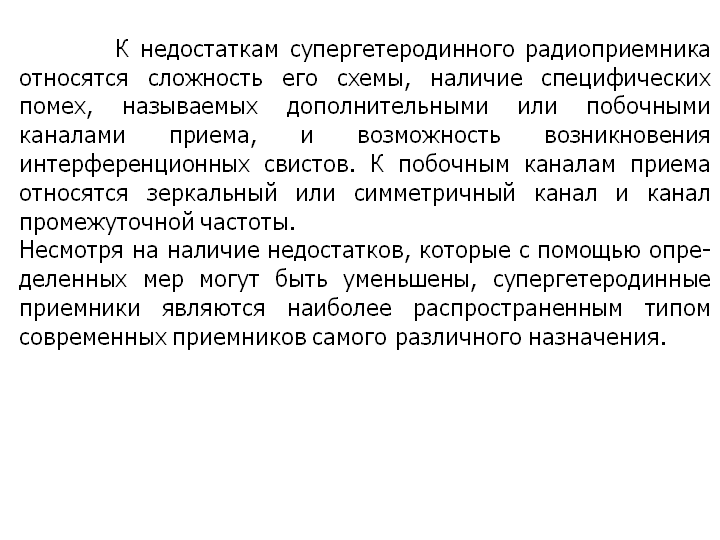 К недостаткам супергетеродинного радиоприемника
относятся сложность его схемы, наличие специфических
помех, называемых дополнительными или побочными
каналами приема, и возможность возникновения
интерференционных свистов. К побочным каналам приема
относятся зеркальный или симметричный канал и канал
промежуточной частоты.
Несмотря на наличие недостатков, которые с помощью опре-
деленных мер могут быть уменьшены, супергетеродинные
приемники являются наиболее распространенным типом
современных приемников самого различного назначения.